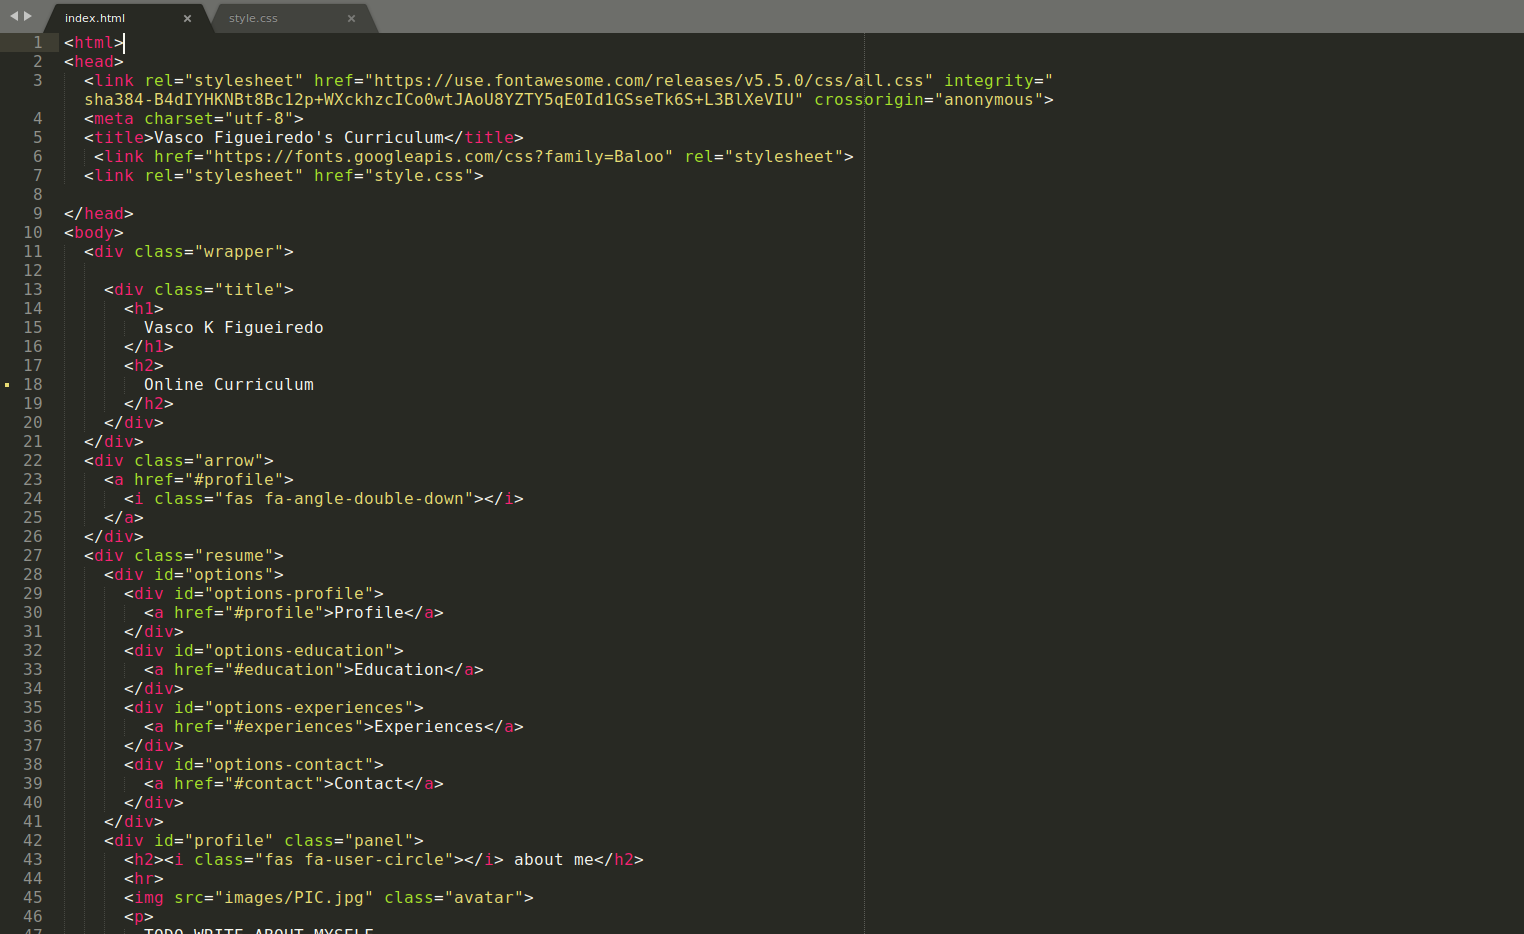 index.html × style.css ×
1 <html>
2 <head>
3 <link rel="stylesheet" href="https://use.fontawesome.com/releases/v5.5.0/css/all.css" integrity="
sha384-B4dIYHKNBt8Bc12p+WXckhzcICo0wtJAoU8YZTY5qE0Id1GSseTk6S+L3BlXeVIU" crossorigin="anonymous">
4 <meta charset="utf-8">
5 <title>Vasco Figueiredo's Curriculum</title>
6 <link href="https://fonts.googleapis.com/css?family=Baloo" rel="stylesheet">
7 <link rel="stylesheet" href="style.css">
8
9 </head>
10 <body>
11 <div class="wrapper">
12
13 <div class="title">
14 <h1>
15 Vasco K Figueiredo
16 </h1>
17 <h2>
18 Online Curriculum
19 </h2>
20 </div>
21 </div>
22 <div class="arrow">
23 <a href="#profile">
24 <i class="fas fa-angle-double-down"></i>
25 </a>
26 </div>
27 <div class="resume">
28 <div id="options">
29 <div id="options-profile">
30 <a href="#profile">Profile</a>
31 </div>
32 <div id="options-education">
33 <a href="#education">Education</a>
34 </div>
35 <div id="options-experiences">
36 <a href="#experiences">Experiences</a>
37 </div>
38 <div id="options-contact">
39 <a href="#contact">Contact</a>
40 </div>
41 </div>
42 <div id="profile" class="panel">
43 <h2><i class="fas fa-user-circle"></i> about me</h2>
44 <hr>
45 <img src="images/PIC.jpg" class="avatar">
46 <p>
47 TODO WRITE ABOUT MYSELF